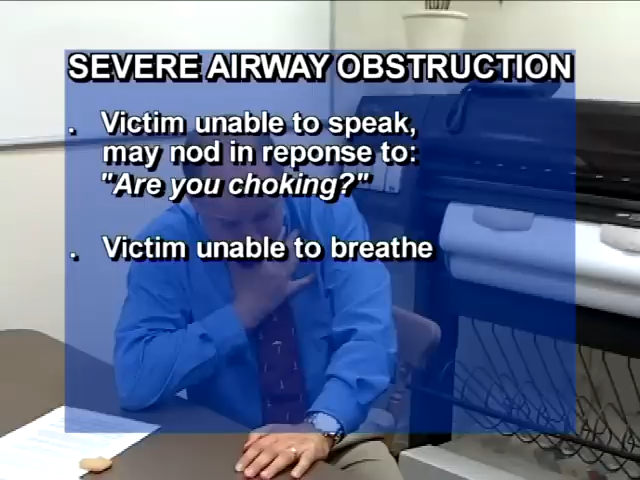 SEVERE AIRWAY OBSTRUCTION
. Victim unable to speak,
may nod in reponse to:
"Are you choking?"
. Victim unable to breathe